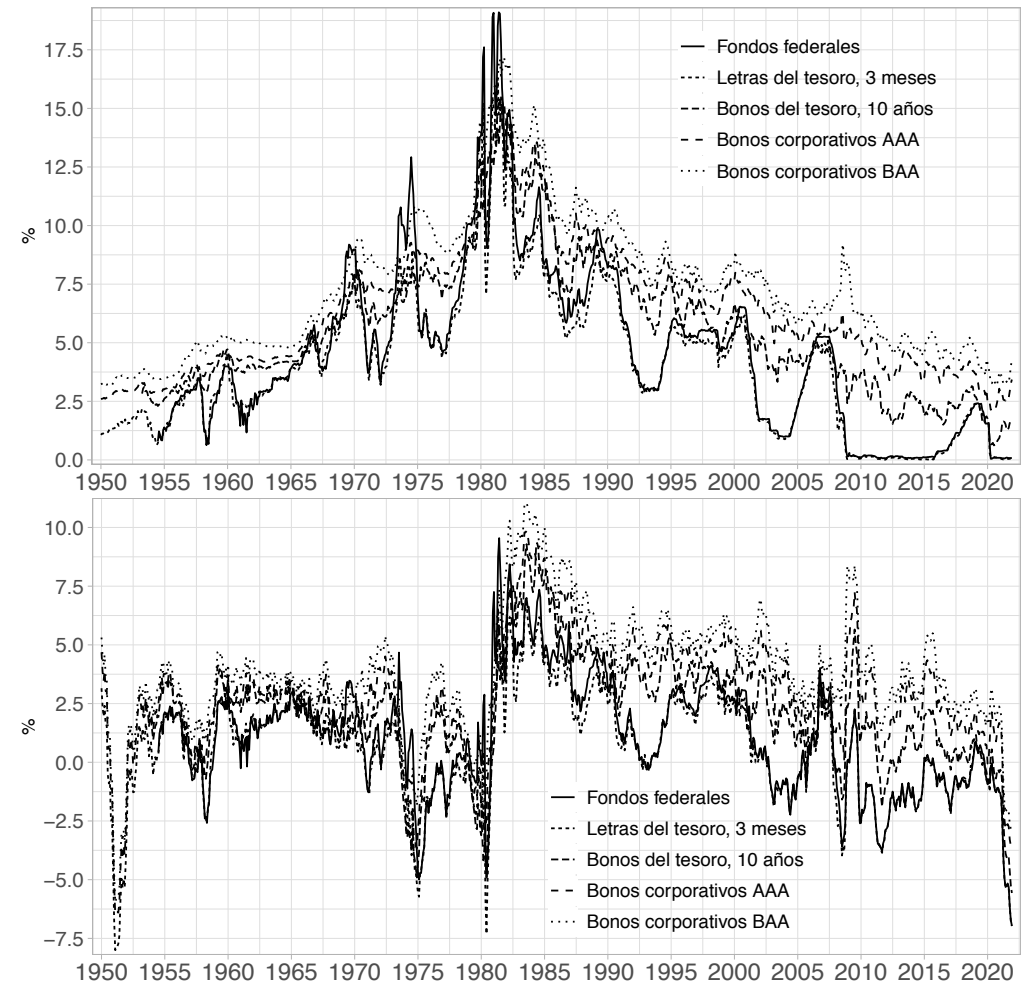 17.5
15.0
12.5
10.0
7.5
5.0
2.5
0.0
%
Fondos federales
Letras del tesoro, 3 meses
Bonos del tesoro, 10 años
Bonos corporativos AAA
Bonos corporativos BAA
1950 1955 1960 1965 1970 1975 1980 1985 1990 1995 2000 2005 2010 2015 2020
10.0
7.5
5.0
2.5
0.0
−2.5
−5.0
−7.5
%
Fondos federales
Letras del tesoro, 3 meses
Bonos del tesoro, 10 años
Bonos corporativos AAA
Bonos corporativos BAA
1950 1955 1960 1965 1970 1975 1980 1985 1990 1995 2000 2005 2010 2015 2020